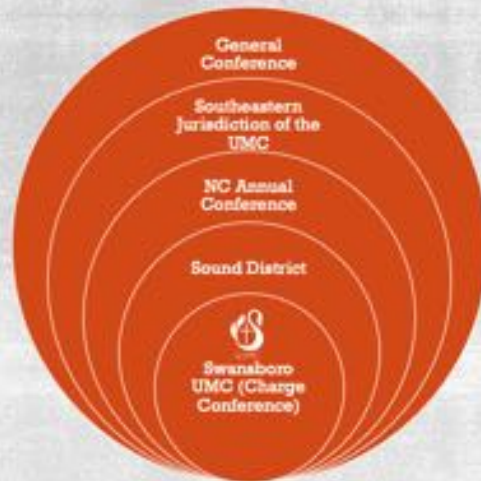 General
Conference
Southeastern
Jurisdiction of the
UMC
NC Annual
Conference
Sound District
Swansboro
UMC (Charge
Conference)